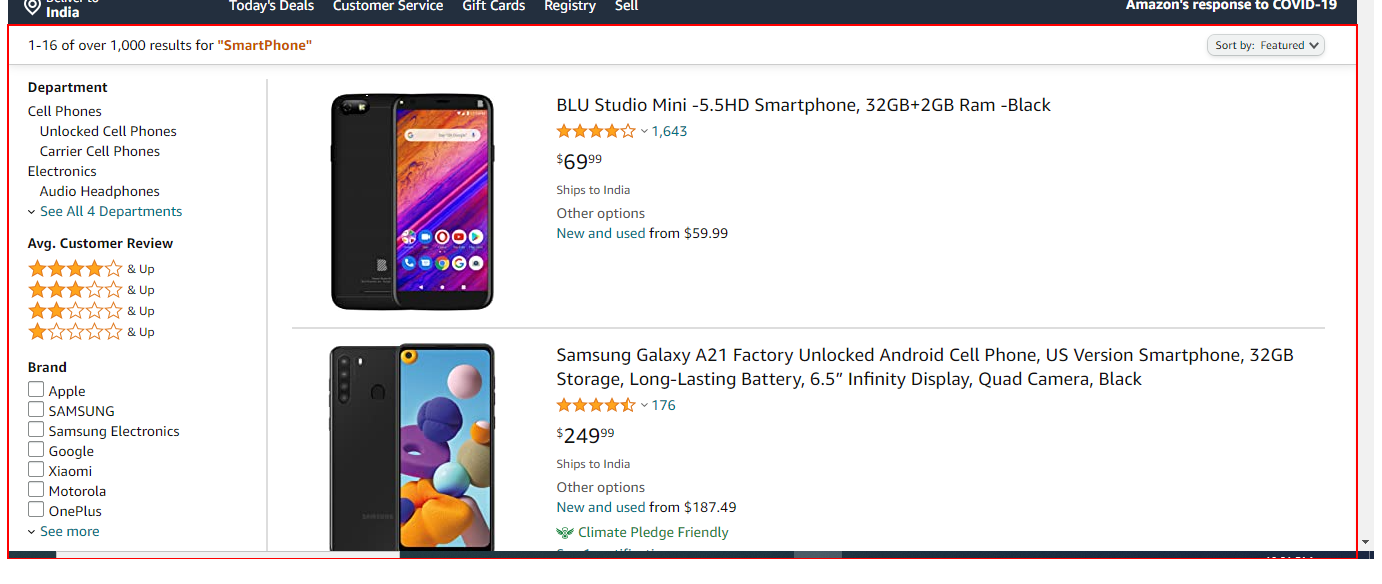 Deliver to
India
Today's Deals Customer Service Gift Cards Registry Sell
Amazon's response to COVID-19
1-16 of over 1,000 results for "SmartPhone"
Sort by: Featured
Department
Cell Phones
Unlocked Cell Phones
Carrier Cell Phones
Electronics
Audio Headphones
See All 4 Departments
Avg. Customer Review
& Up
& Up
& Up
& Up
Brand
Apple
SAMSUNG
Samsung Electronics
Google
Xiaomi
Motorola
OnePlus
See more
BLU Studio Mini -5.5HD Smartphone, 32GB+2GB Ram -Black
1,643
$6999
Ships to India
Other options
New and used from $59.99
Samsung Galaxy A21 Factory Unlocked Android Cell Phone, US Version Smartphone, 32GB
Storage, Long-Lasting Battery, 6.5” Infinity Display, Quad Camera, Black
176
$24999
Ships to India
Other options
New and used from $187.49
Climate Pledge Friendly
SAMSUNG